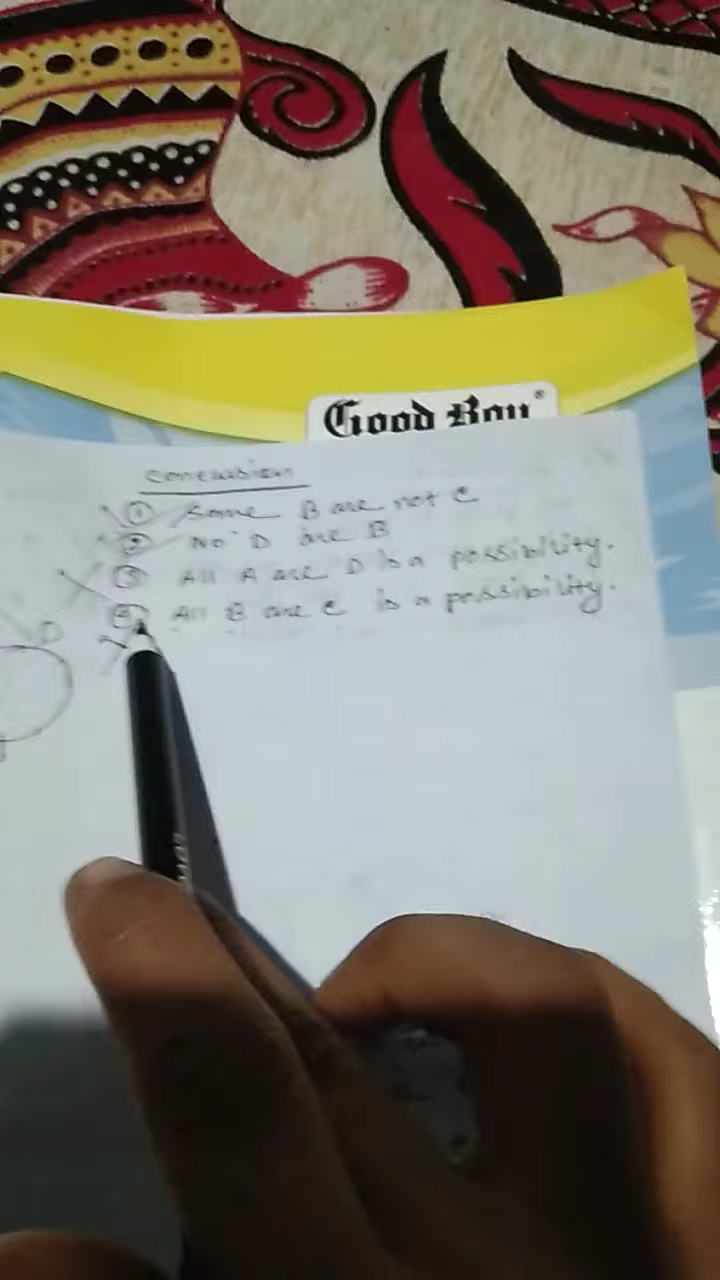 Good Boy®
Conclusion
① Some B are not C
② No D are B
③ All A are D is a possibility.
④ All B are C is a possibility.
D